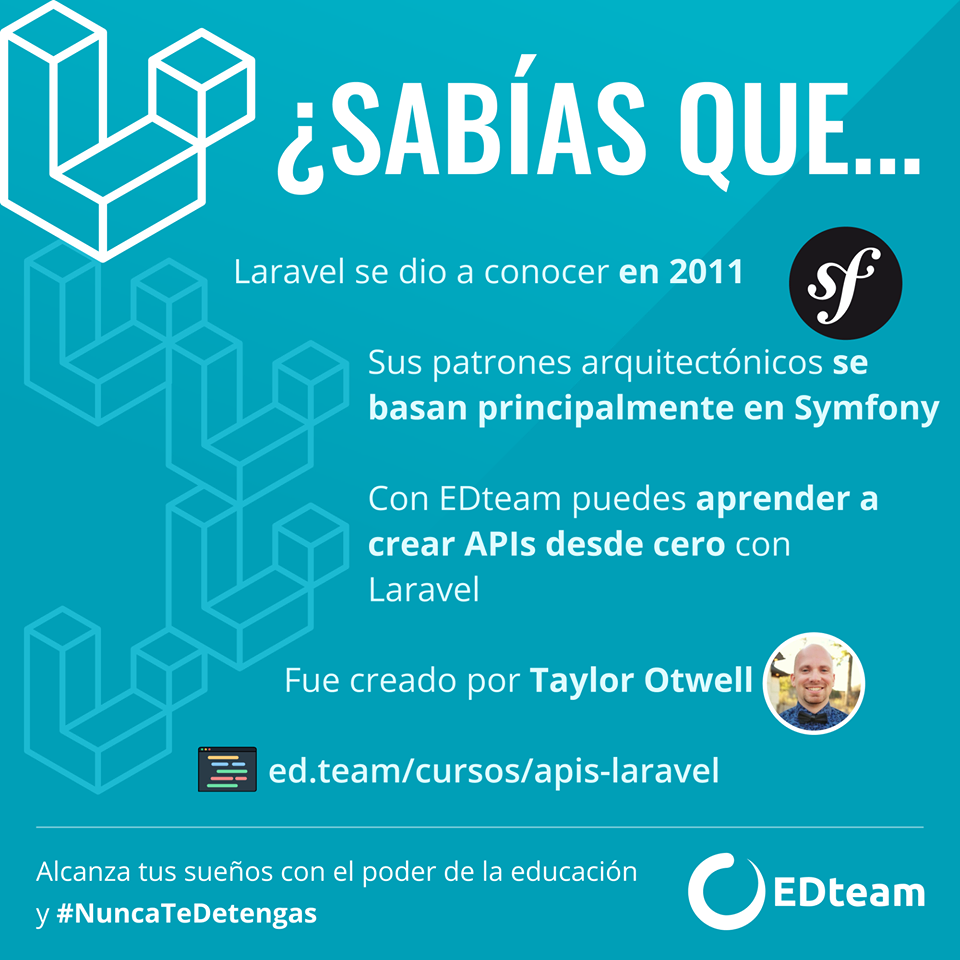 ¿SABÍAS QUE...
Laravel se dio a conocer en 2011
sf
Sus patrones arquitectónicos se
basan principalmente en Symfony
Con EDteam puedes aprender a
crear APIs desde cero con
Laravel
Fue creado por Taylor Otwell
ed.team/cursos/apis-laravel
Alcanza tus sueños con el poder de la educación
y #NuncaTeDetengas
EDteam